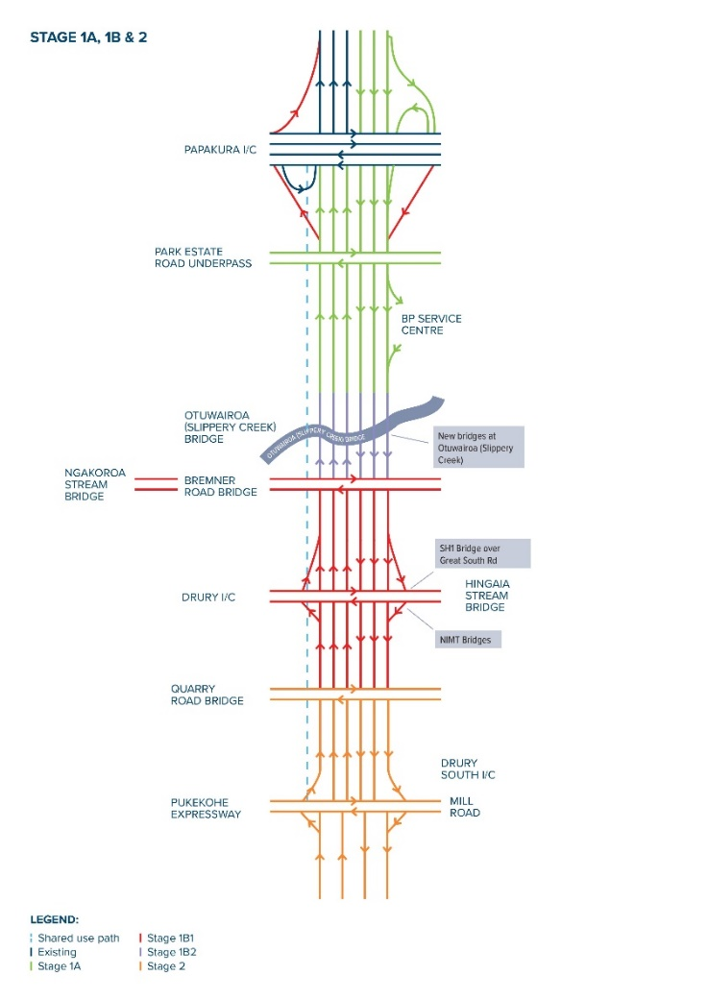 STAGE 1A, 1B & 2
PAPAKURA I/C
PARK ESTATE
ROAD UNDERPASS
BP SERVICE
CENTRE
OTUWAIROA
(SLIPPERY CREEK)
BRIDGE
OTUWAIROA (SLIPPERY CREEK) BRIDGE
New bridges at
Otuwairoa (Slippery
Creek)
NGAKOROA
STREAM
BRIDGE
BREMNER
ROAD BRIDGE
SH1 Bridge over
Great South Rd
DRURY I/C
HINGAIA
STREAM
BRIDGE
NIMT Bridges
QUARRY
ROAD BRIDGE
DRURY
SOUTH I/C
PUKEKOHE
EXPRESSWAY
MILL
ROAD
LEGEND:
Shared use path
Existing
Stage 1A
Stage 1B1
Stage 1B2
Stage 2